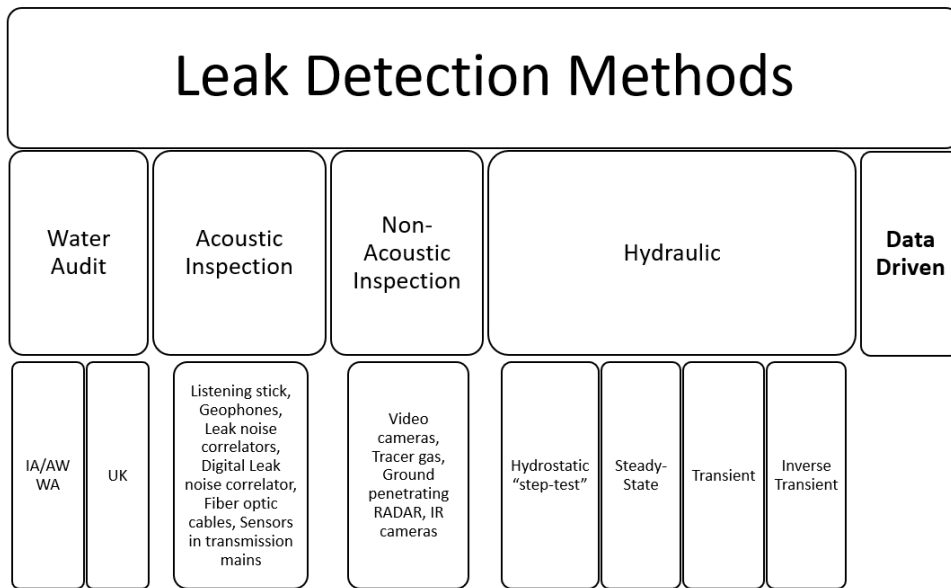 Leak Detection Methods
Water
Audit
Acoustic
Inspection
Non-
Acoustic
Inspection
Hydraulic
Data
Driven
IA/AW
WA
UK
Listening stick,
Geophones,
Leak noise
correlators,
Digital Leak
noise correlator,
Fiber optic
cables, Sensors
in transmission
mains
Video
cameras,
Tracer gas,
Ground
penetrating
RADAR, IR
cameras
Hydrostatic
“step-test”
Steady-
State
Transient
Inverse
Transient